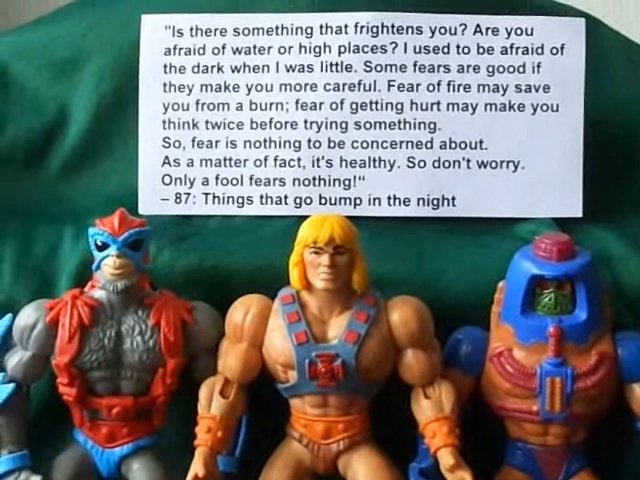 "Is there something that frightens you? Are you
afraid of water or high places? I used to be afraid of
the dark when I was little. Some fears are good if
they make you more careful. Fear of fire may save
you from a burn; fear of getting hurt may make you
think twice before trying something.
So, fear is nothing to be concerned about.
As a matter of fact, it's healthy. So don't worry.
Only a fool fears nothing!“
– 87: Things that go bump in the night